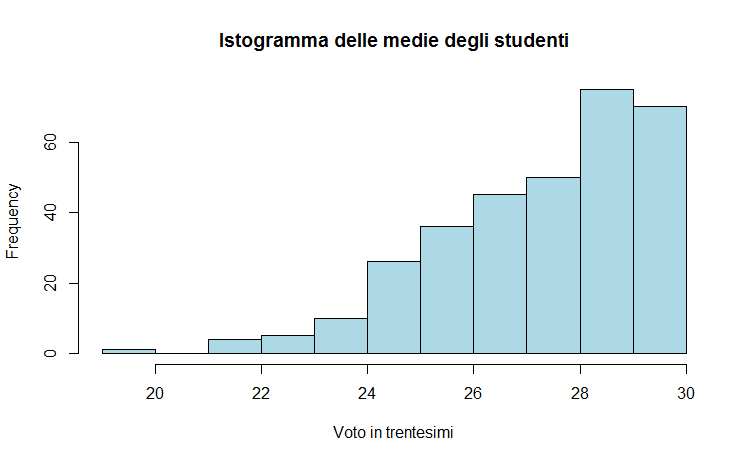 Istogramma delle medie degli studenti
Frequency
60
40
20
0
20 22 24 26 28 30
Voto in trentesimi